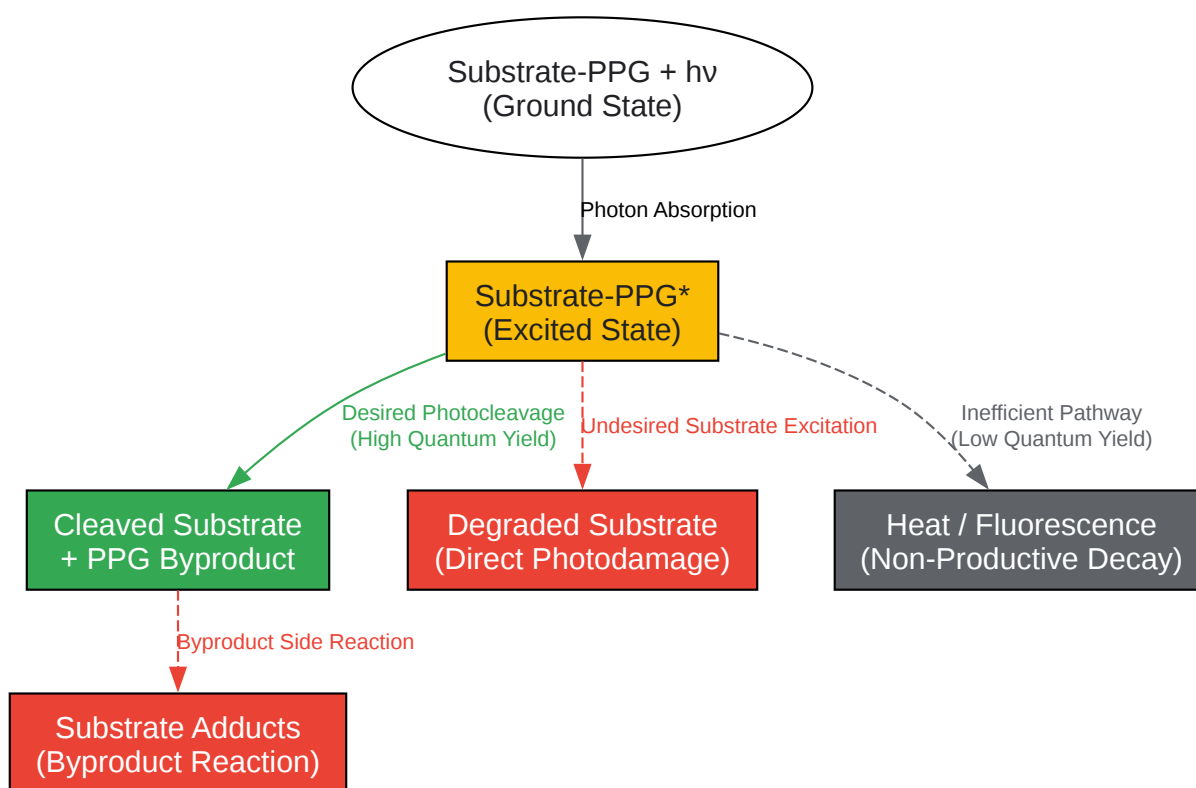 Substrate-PPG + hν
(Ground State)
Photon Absorption
Substrate-PPG*
(Excited State)
Desired Photocleavage
(High Quantum Yield)
Undesired Substrate Excitation
Inefficient Pathway
(Low Quantum Yield)
Cleaved Substrate
+ PPG Byproduct
Degraded Substrate
(Direct Photodamage)
Heat / Fluorescence
(Non-Productive Decay)
Byproduct Side Reaction
Substrate Adducts
(Byproduct Reaction)